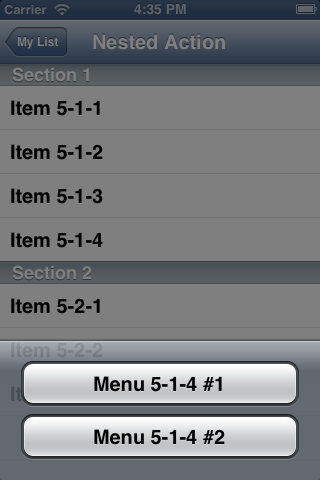 Carrier 4:35 PM
My List Nested Action
Section 1
Item 5-1-1
Item 5-1-2
Item 5-1-3
Item 5-1-4
Section 2
Item 5-2-1
Item 5-2-2
Menu 5-1-4 #1
Menu 5-1-4 #2